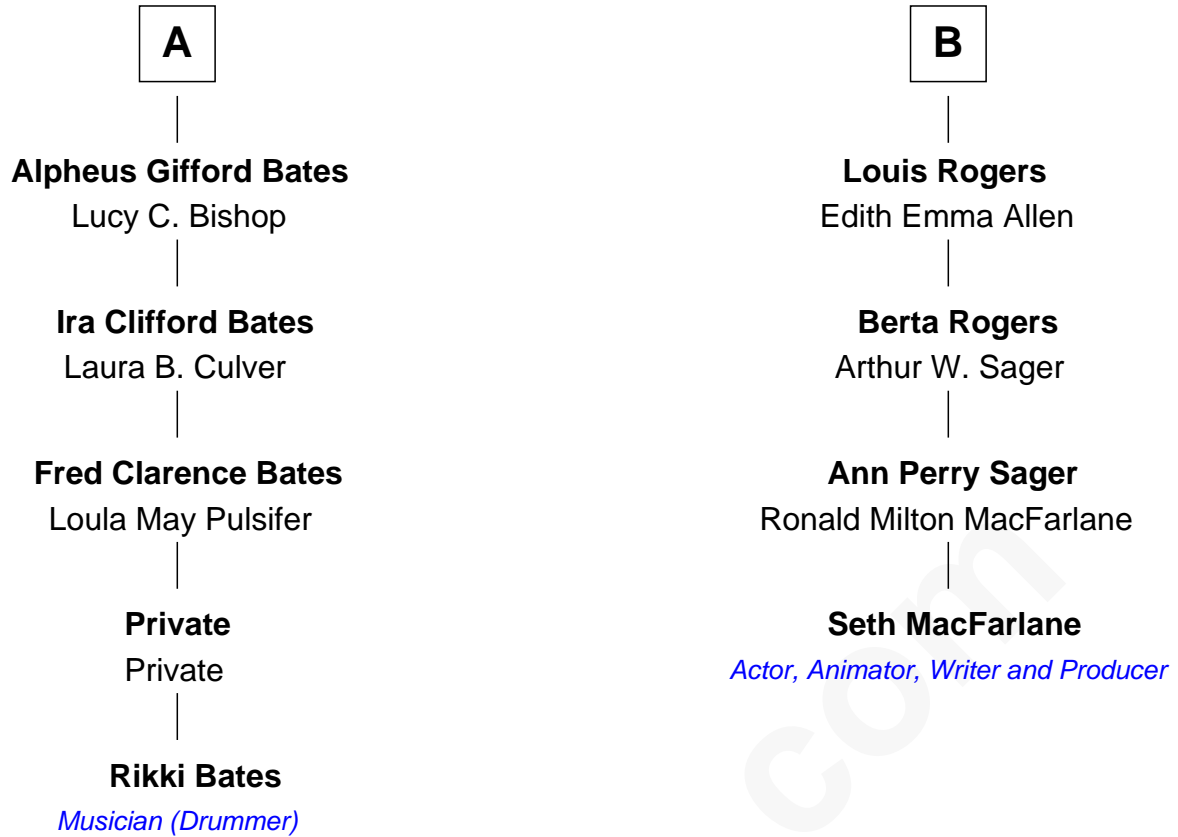 A
Alpheus Gifford Bates
Lucy C. Bishop
Ira Clifford Bates
Laura B. Culver
Fred Clarence Bates
Loula May Pulsifer
Private
Private
Rikki Bates
Musician (Drummer)
B
Louis Rogers
Edith Emma Allen
Berta Rogers
Arthur W. Sager
Ann Perry Sager
Ronald Milton MacFarlane
Seth MacFarlane
Actor, Animator, Writer and Producer
com